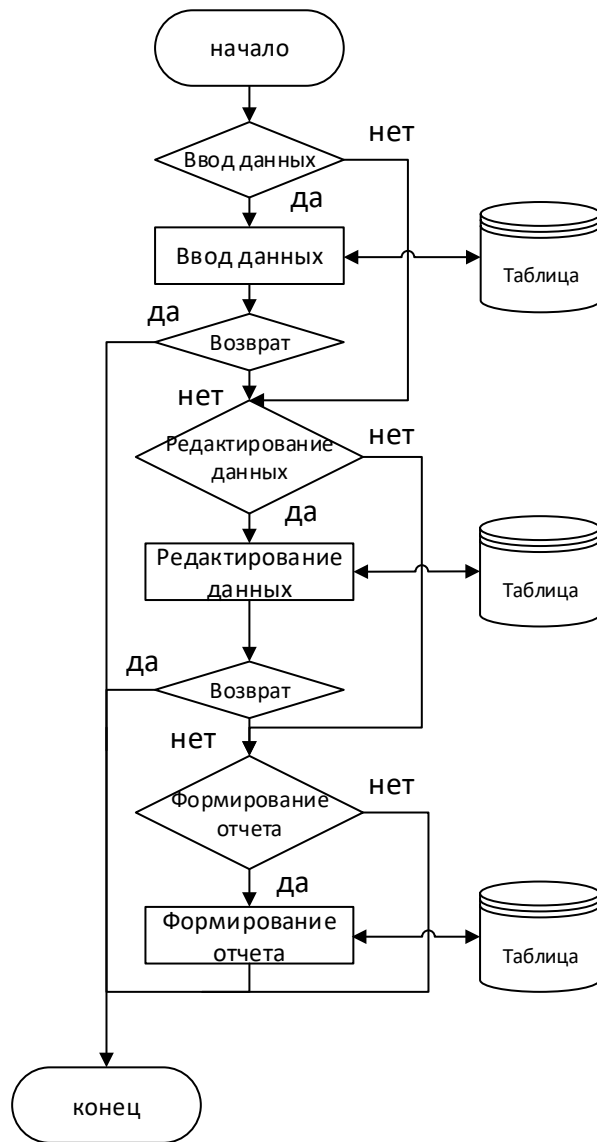 начало
нет
Ввод данных
да
Ввод данных
Таблица
да
Возврат
нет
Редактирование
данных
нет
да
Редактирование
данных
Таблица
да
Возврат
нет
Формирование
отчета
нет
да
Формирование
отчета
Таблица
конец